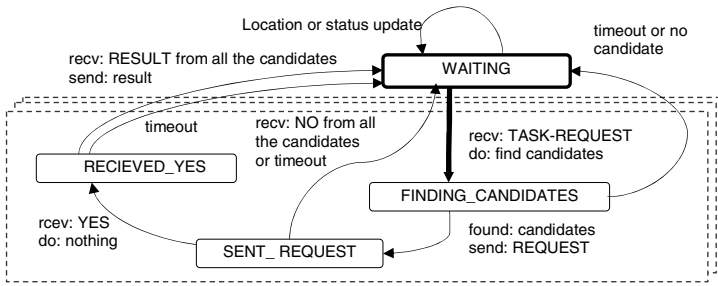 Location or status update
timeout or no
candidate
recv: RESULT from all the candidates
send: result
WAITING
timeout
recv: NO from all
the candidates
or timeout
recv: TASK-REQUEST
do: find candidates
RECIEVED_YES
FINDING_CANDIDATES
rcev: YES
do: nothing
found: candidates
send: REQUEST
SENT_ REQUEST